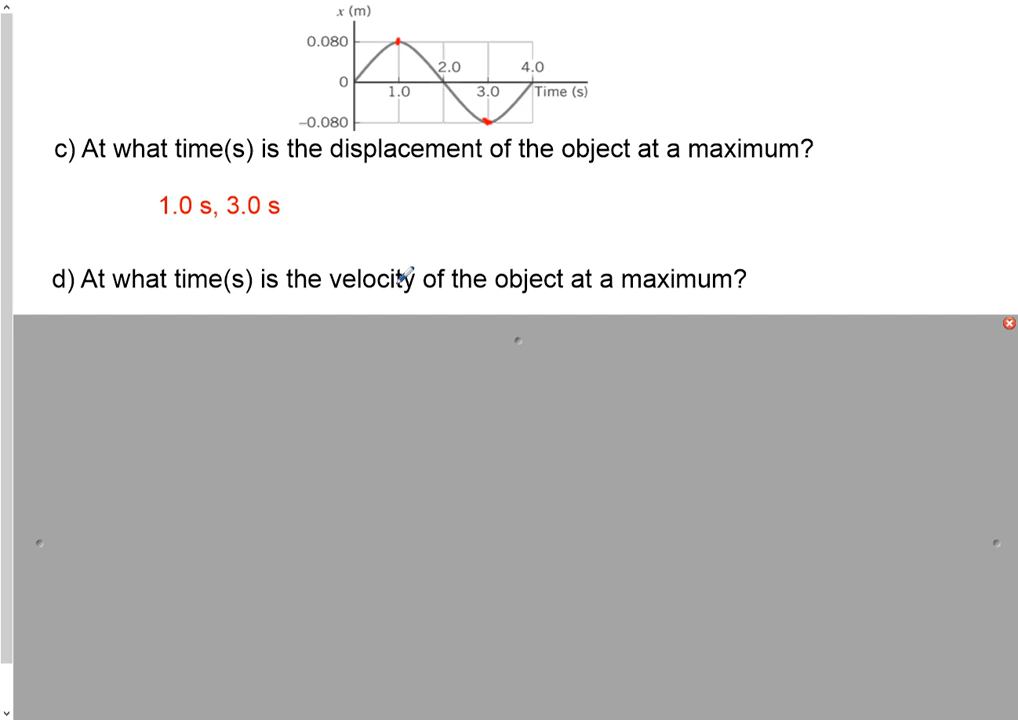 x (m)
0.080
2.0 4.0
0
1.0 3.0 Time (s)
–0.080
c) At what time(s) is the displacement of the object at a maximum?
1.0 s, 3.0 s
d) At what time(s) is the velocity of the object at a maximum?